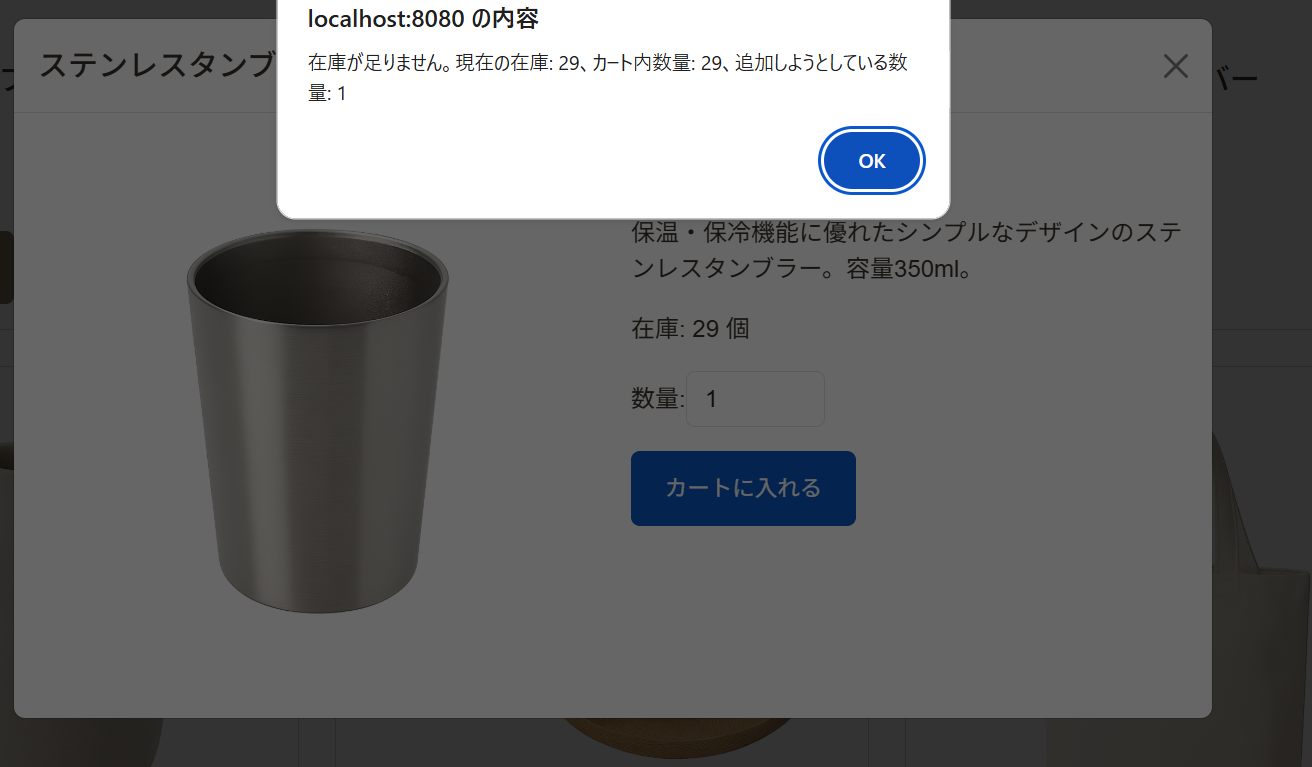 localhost:8080 の内容
在庫が足りません。現在の在庫: 29、カート内数量: 29、追加しようとしている数
量: 1
OK
ステンレスタンブ
バー
保温・保冷機能に優れたシンプルなデザインのステ
ンレスタンブラー。容量350ml。
在庫: 29 個
数量: 1
カートに入れる